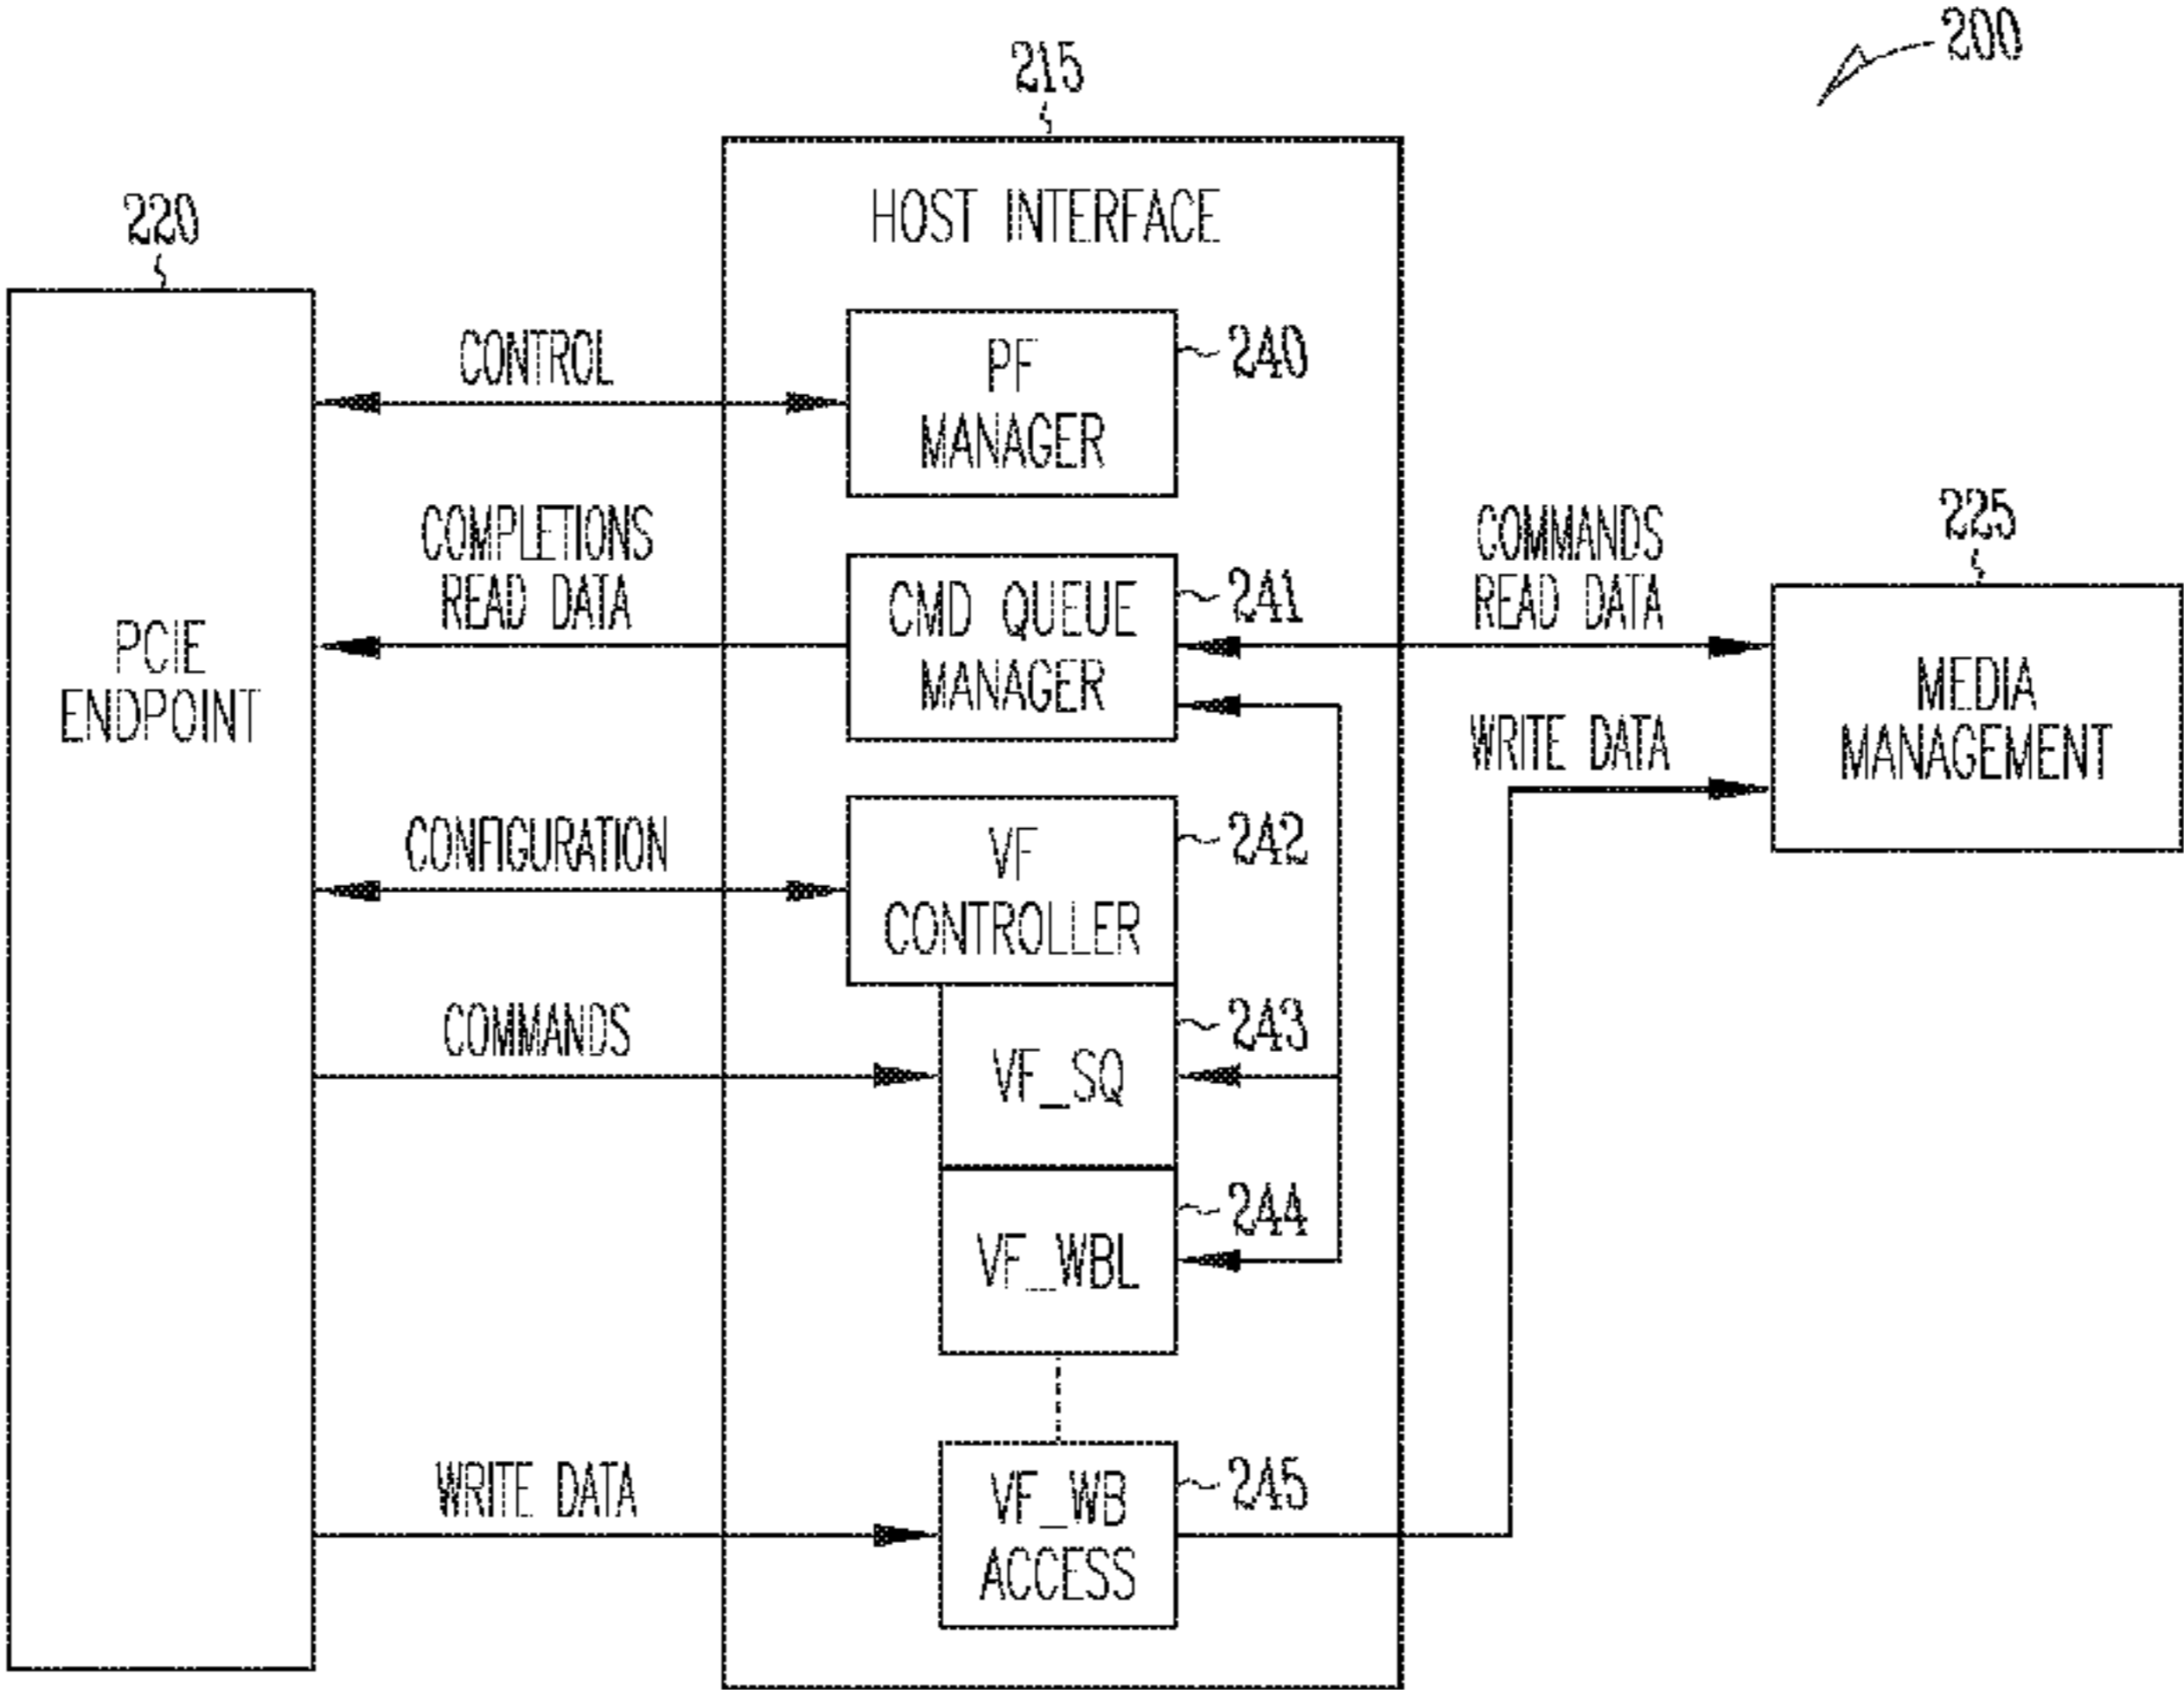 200
215
HOST INTERFACE
220
PCIE
ENDPOINT
CONTROL
PF
MANAGER
240
COMPLETIONS
READ DATA
CMD QUEUE
MANAGER
241
COMMANDS
READ DATA
225
MEDIA
MANAGEMENT
WRITE DATA
CONFIGURATION
VF
CONTROLLER
242
COMMANDS
VF_SQ
243
VF_WBL
244
WRITE DATA
VF_WB
ACCESS
245